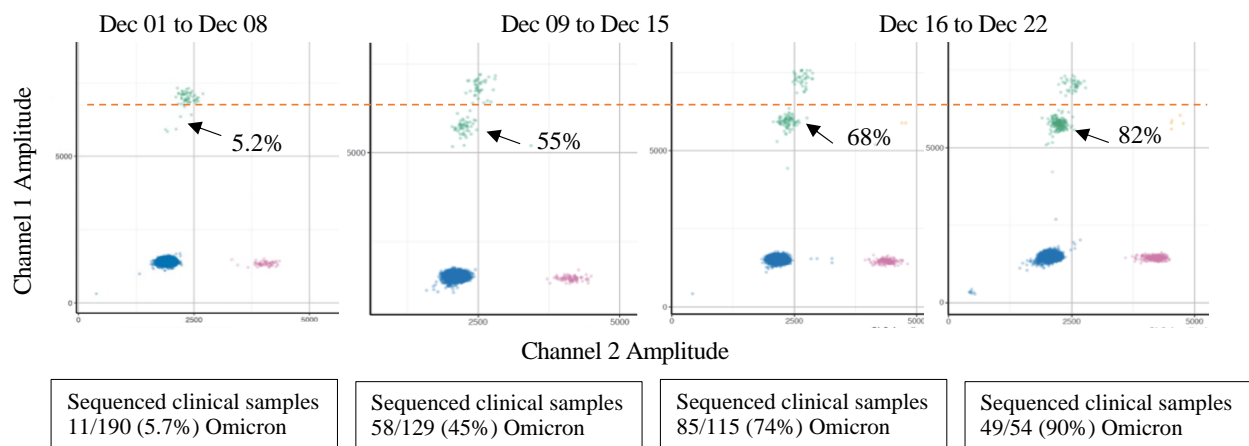 Dec 01 to Dec 08
Dec 09 to Dec 15
Dec 16 to Dec 22
Channel 1 Amplitude
5000
0
5.2%
55%
68%
82%
5000
5000
5000
0
0
0
2500
5000
2500
5000
0
2500
5000
0
2500
5000
Channel 2 Amplitude
Sequenced clinical samples
11/190 (5.7%) Omicron
Sequenced clinical samples
58/129 (45%) Omicron
Sequenced clinical samples
85/115 (74%) Omicron
Sequenced clinical samples
49/54 (90%) Omicron